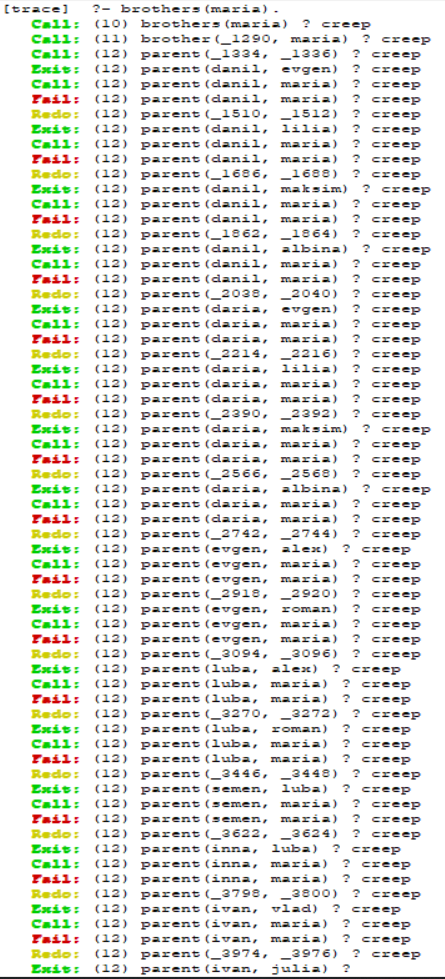 [trace]  ?- brothers(maria).
Call: (10) brothers(maria) ? creep
Call: (11) brother(_1290, maria) ? creep
Call: (12) parent(_1334, _1336) ? creep
Exit: (12) parent(danil, evgen) ? creep
Call: (12) parent(danil, maria) ? creep
Fail: (12) parent(danil, maria) ? creep
Redo: (12) parent(_1510, _1512) ? creep
Exit: (12) parent(danil, lilia) ? creep
Call: (12) parent(danil, maria) ? creep
Fail: (12) parent(danil, maria) ? creep
Redo: (12) parent(_1686, _1688) ? creep
Exit: (12) parent(danil, maksim) ? creep
Call: (12) parent(danil, maria) ? creep
Fail: (12) parent(danil, maria) ? creep
Redo: (12) parent(_1862, _1864) ? creep
Exit: (12) parent(danil, albina) ? creep
Call: (12) parent(danil, maria) ? creep
Fail: (12) parent(danil, maria) ? creep
Redo: (12) parent(_2038, _2040) ? creep
Exit: (12) parent(daria, evgen) ? creep
Call: (12) parent(daria, maria) ? creep
Fail: (12) parent(daria, maria) ? creep
Redo: (12) parent(_2214, _2216) ? creep
Exit: (12) parent(daria, lilia) ? creep
Call: (12) parent(daria, maria) ? creep
Fail: (12) parent(daria, maria) ? creep
Redo: (12) parent(_2390, _2392) ? creep
Exit: (12) parent(daria, maksim) ? creep
Call: (12) parent(daria, maria) ? creep
Fail: (12) parent(daria, maria) ? creep
Redo: (12) parent(_2566, _2568) ? creep
Exit: (12) parent(daria, albina) ? creep
Call: (12) parent(daria, maria) ? creep
Fail: (12) parent(daria, maria) ? creep
Redo: (12) parent(_2742, _2744) ? creep
Exit: (12) parent(evgen, alex) ? creep
Call: (12) parent(evgen, maria) ? creep
Fail: (12) parent(evgen, maria) ? creep
Redo: (12) parent(_2918, _2920) ? creep
Exit: (12) parent(evgen, roman) ? creep
Call: (12) parent(evgen, maria) ? creep
Fail: (12) parent(evgen, maria) ? creep
Redo: (12) parent(_3094, _3096) ? creep
Exit: (12) parent(luba, alex) ? creep
Call: (12) parent(luba, maria) ? creep
Fail: (12) parent(luba, maria) ? creep
Redo: (12) parent(_3270, _3272) ? creep
Exit: (12) parent(luba, roman) ? creep
Call: (12) parent(luba, maria) ? creep
Fail: (12) parent(luba, maria) ? creep
Redo: (12) parent(_3446, _3448) ? creep
Exit: (12) parent(semen, luba) ? creep
Call: (12) parent(semen, maria) ? creep
Fail: (12) parent(semen, maria) ? creep
Redo: (12) parent(_3622, _3624) ? creep
Exit: (12) parent(inna, luba) ? creep
Call: (12) parent(inna, maria) ? creep
Fail: (12) parent(inna, maria) ? creep
Redo: (12) parent(_3798, _3800) ? creep
Exit: (12) parent(ivan, vlad) ? creep
Call: (12) parent(ivan, maria) ? creep
Fail: (12) parent(ivan, maria) ? creep
Redo: (12) parent(_3974, _3976) ? creep
Exit: (12) parent(ivan, julia) ?